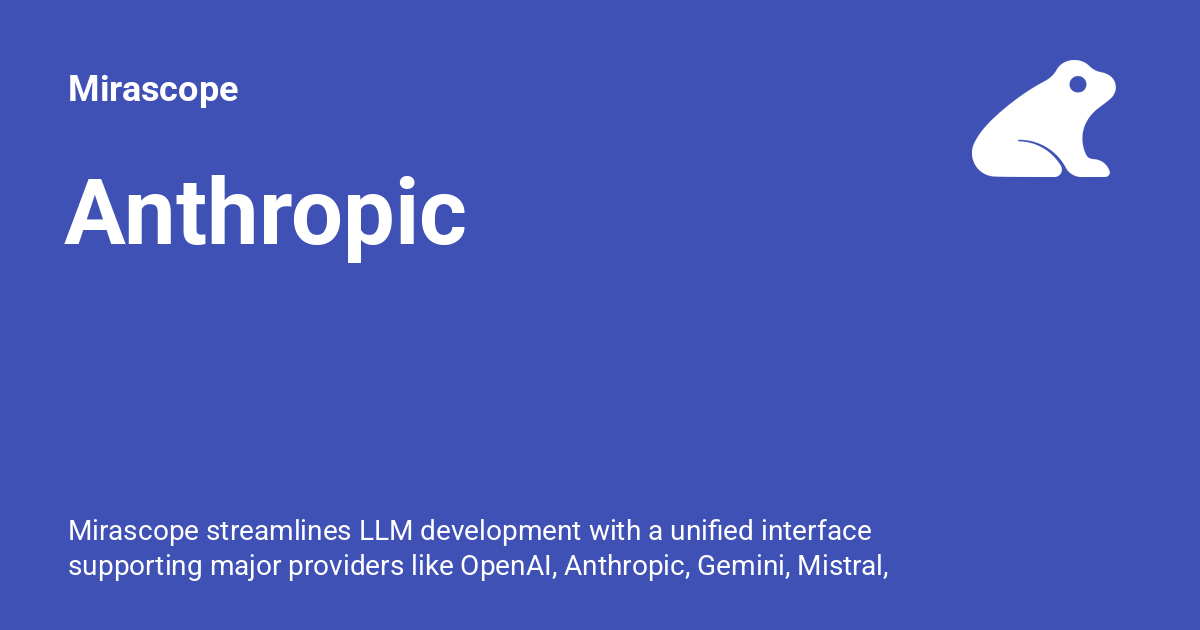 Mirascope
Anthropic
Mirascope streamlines LLM development with a unified interface
supporting major providers like OpenAI, Anthropic, Gemini, Mistral,